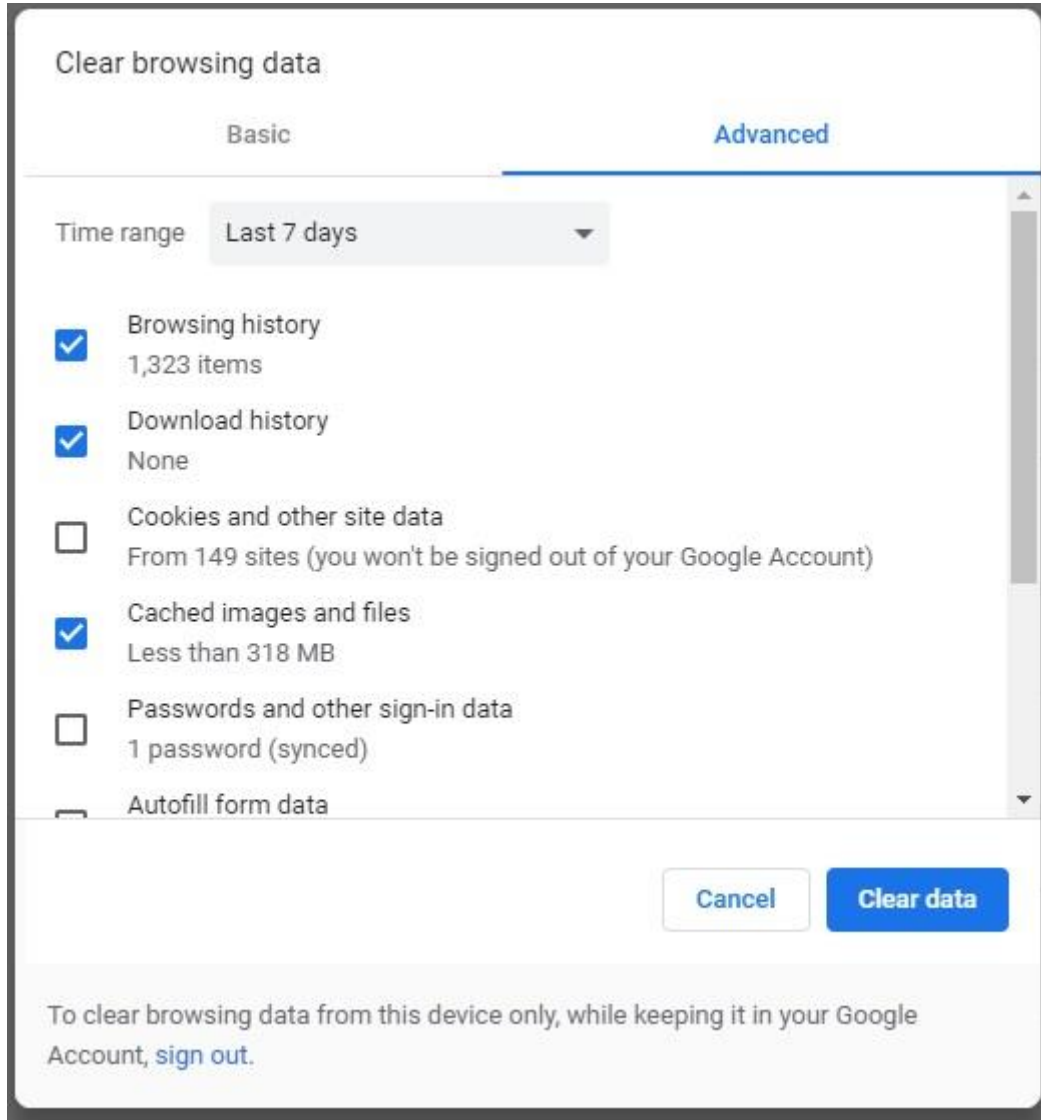 Clear browsing data
Basic
Advanced
Time range
Last 7 days
Browsing history
1,323 items
Download history
None
Cookies and other site data
From 149 sites (you won't be signed out of your Google Account)
Cached images and files
Less than 318 MB
Passwords and other sign-in data
1 password (synced)
Autofill form data
Cancel
Clear data
To clear browsing data from this device only, while keeping it in your Google
Account, sign out.